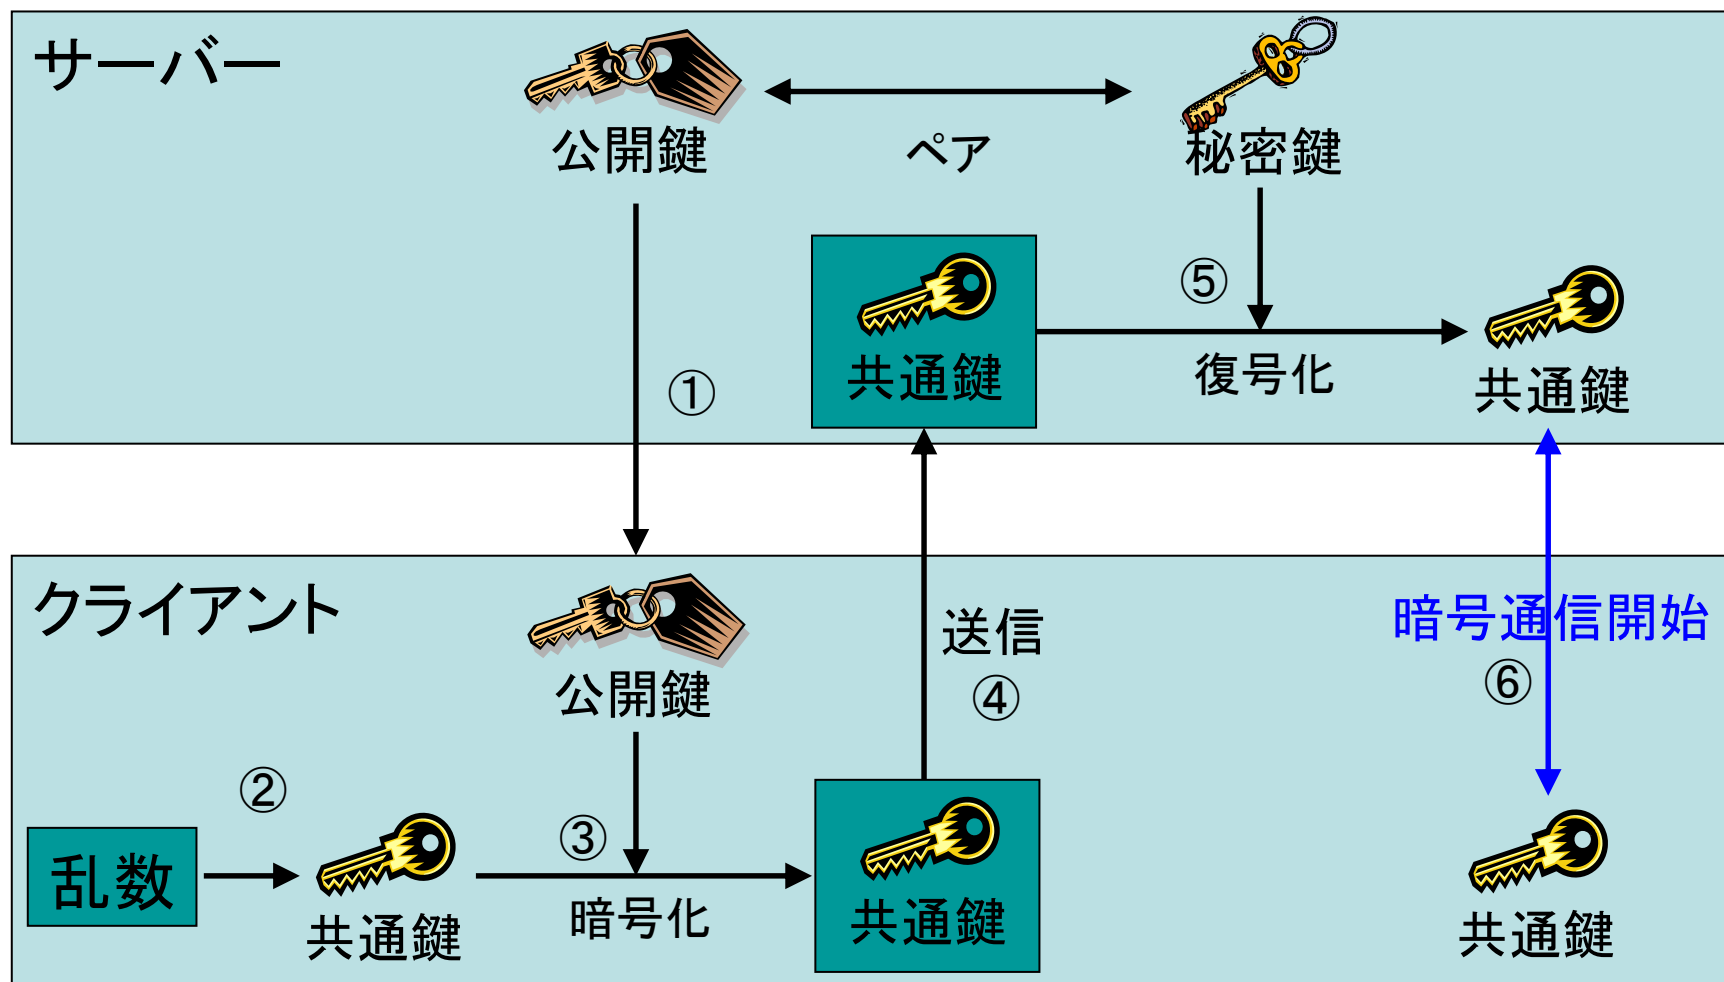 サーバー
公開鍵
ペア
秘密鍵
①
共通鍵
⑤
復号化
共通鍵
クライアント
公開鍵
送信
④
暗号通信開始
⑥
乱数
②
共通鍵
③
暗号化
共通鍵
共通鍵